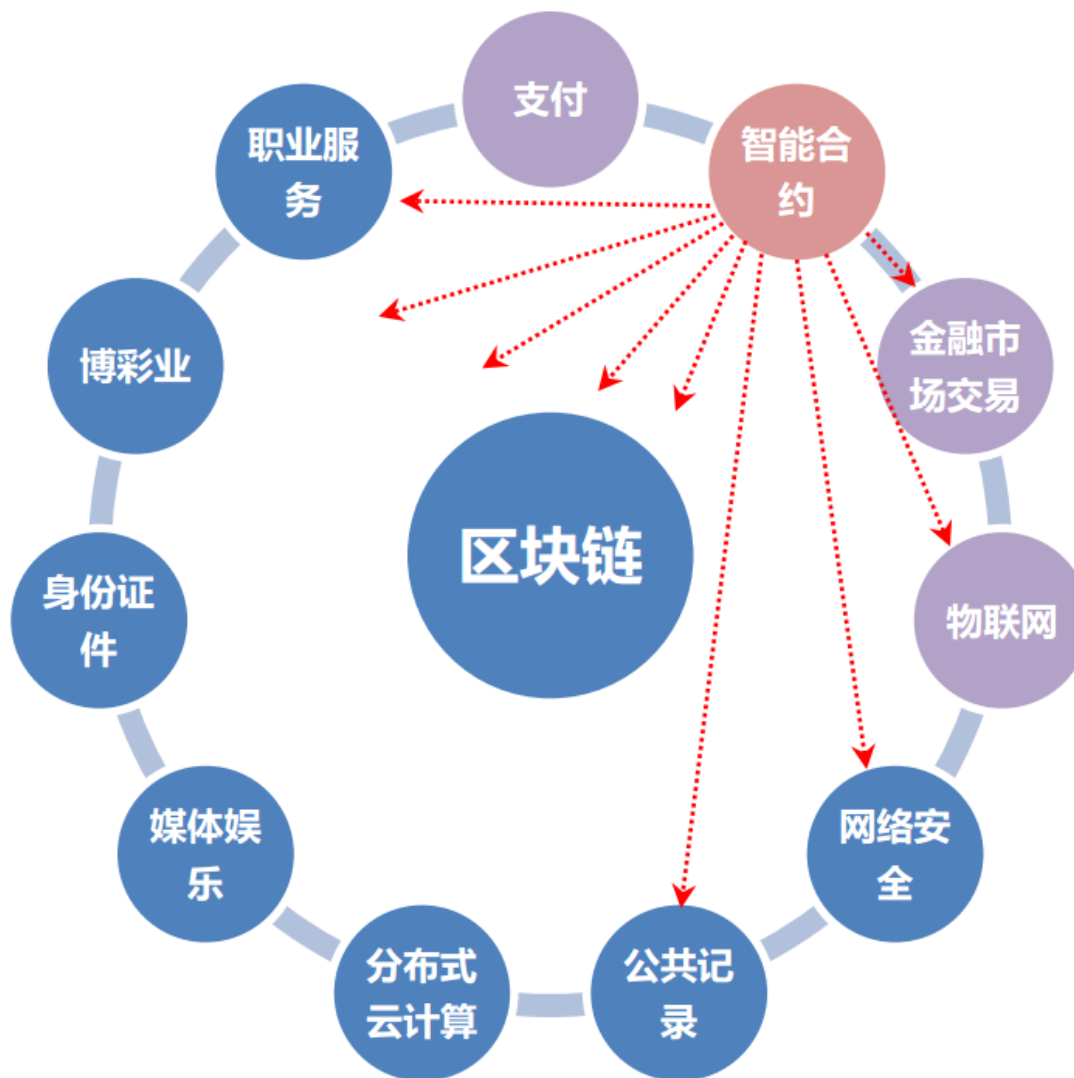 支付
智能合
约
金融市
场交易
物联网
网络安
全
公共记
录
分布式
云计算
媒体娱
乐
身份证
件
博彩业
职业服
务
区块链